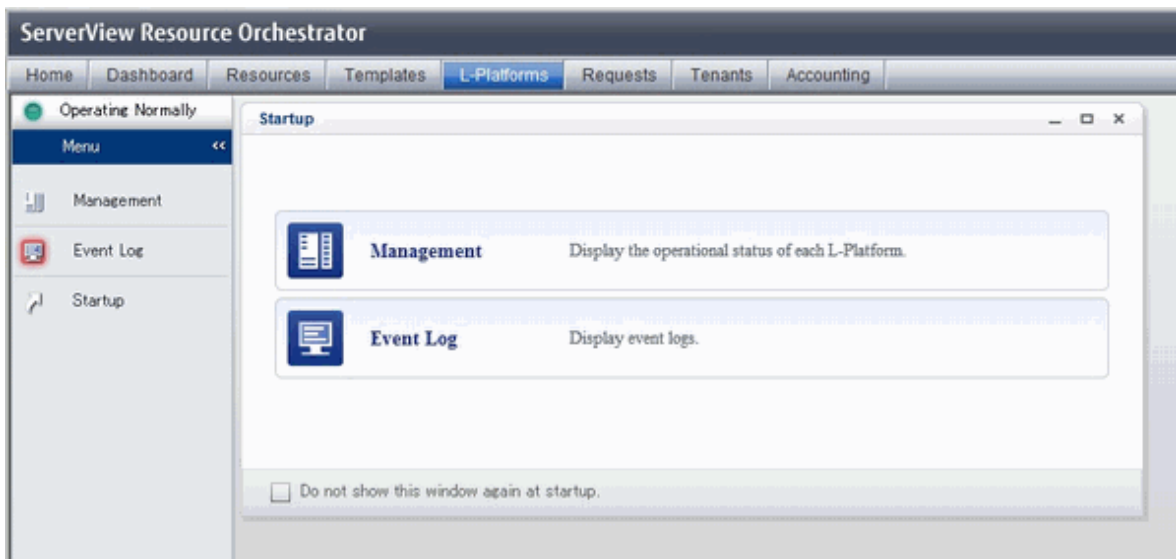 ServerView Resource Orchestrator
Home Dashboard Resources Templates L-Platforms Requests Tenants Accounting
Operating Normally
Menu <<
Management
Event Log
Startup
Startup
Management Display the operational status of each L-Platform.
Event Log Display event logs.
Do not show this window again at startup.